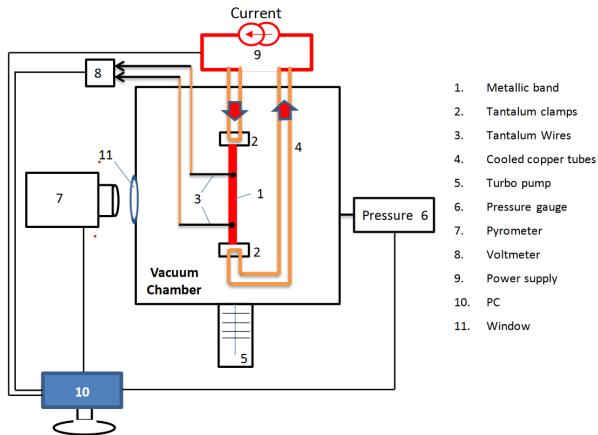 Current
9
8
2
11
4
3
1
7
Pressure 6
2
Vacuum
Chamber
5
10
1. Metallic band
2. Tantalum clamps
3. Tantalum Wires
4. Cooled copper tubes
5. Turbo pump
6. Pressure gauge
7. Pyrometer
8. Voltmeter
9. Power supply
10. PC
11. Window